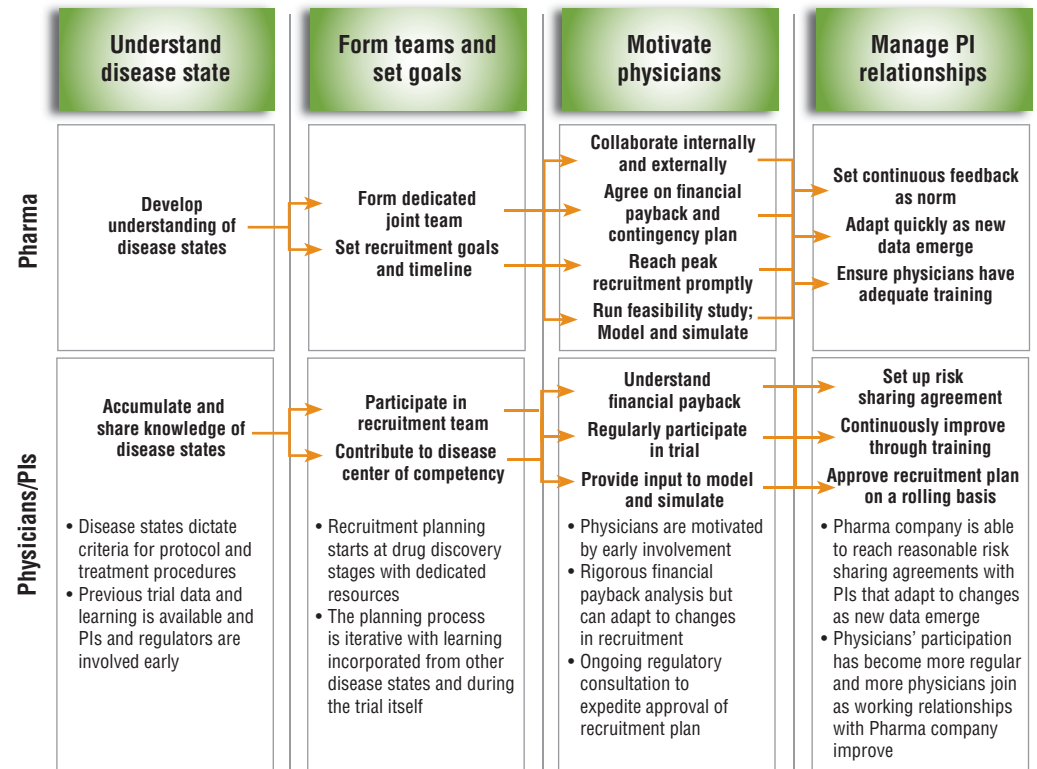 Understand
disease state
Form teams and
set goals
Motivate
physicians
Manage PI
relationships
Pharma
Develop
understanding of
disease states
Form dedicated
joint team
Set recruitment goals
and timeline
Collaborate internally
and externally
Agree on financial
payback and
contingency plan
Reach peak
recruitment promptly
Run feasibility study;
Model and simulate
Set continuous feedback
as norm
Adapt quickly as new
data emerge
Ensure physicians have
adequate training
Physicians/PIs
Accumulate and
share knowledge of
disease states
• Disease states dictate
criteria for protocol and
treatment procedures
• Previous trial data and
learning is available and
PIs and regulators are
involved early
Participate in
recruitment team
Contribute to disease
center of competency
• Recruitment planning
starts at drug discovery
stages with dedicated
resources
• The planning process
is iterative with learning
incorporated from other
disease states and during
the trial itself
Understand
financial payback
Regularly participate
in trial
Provide input to model
and simulate
• Physicians are motivated
by early involvement
• Rigorous financial
payback analysis but
can adapt to changes
in recruitment
• Ongoing regulatory
consultation to
expedite approval of
recruitment plan
Set up risk
sharing agreement
Continuously improve
through training
Approve recruitment plan
on a rolling basis
• Pharma company is able
to reach reasonable risk
sharing agreements with
PIs that adapt to changes
as new data emerge
• Physicians’ participation
has become more regular
and more physicians join
as working relationships
with Pharma company
improve